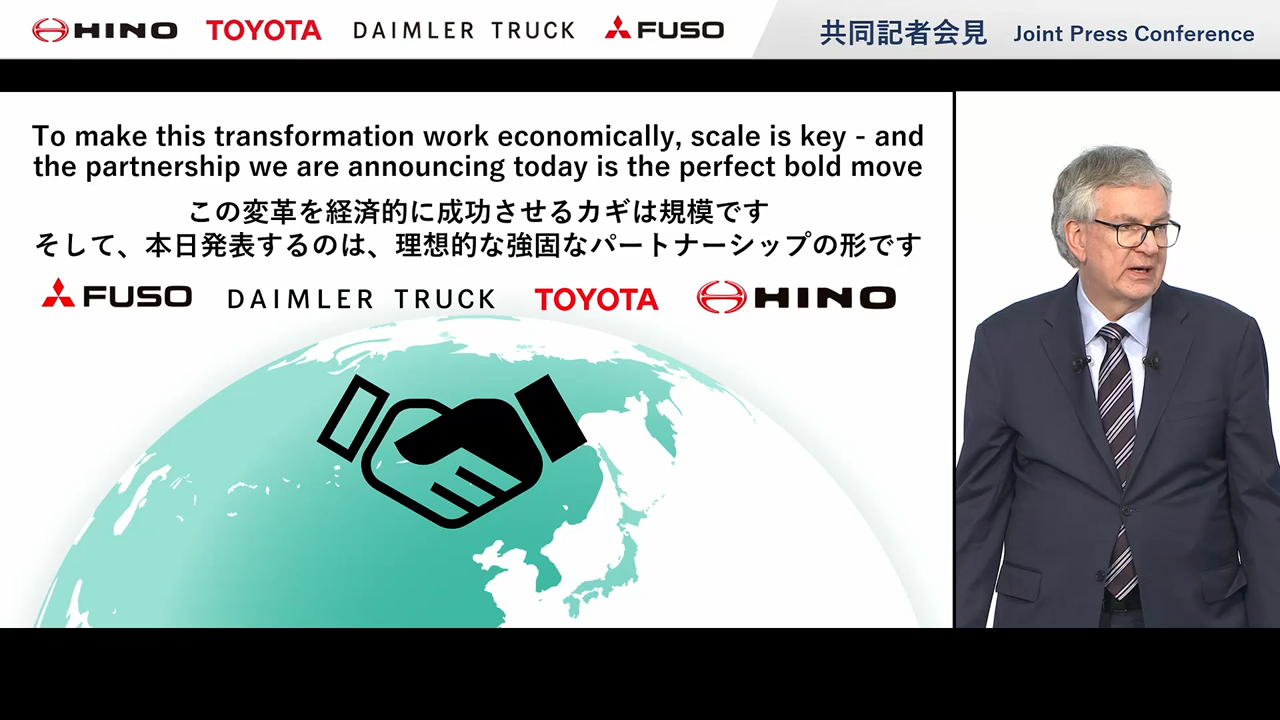 HINO TOYOTA DAIMLER TRUCK FUSO 共同記者会見 Joint Press Conference
To make this transformation work economically, scale is key - and
the partnership we are announcing today is the perfect bold move
この変革を経済的に成功させるカギは規模です
そして、本日発表するのは、理想的な強固なパートナーシップの形です
FUSO DAIMLER TRUCK TOYOTA HINO